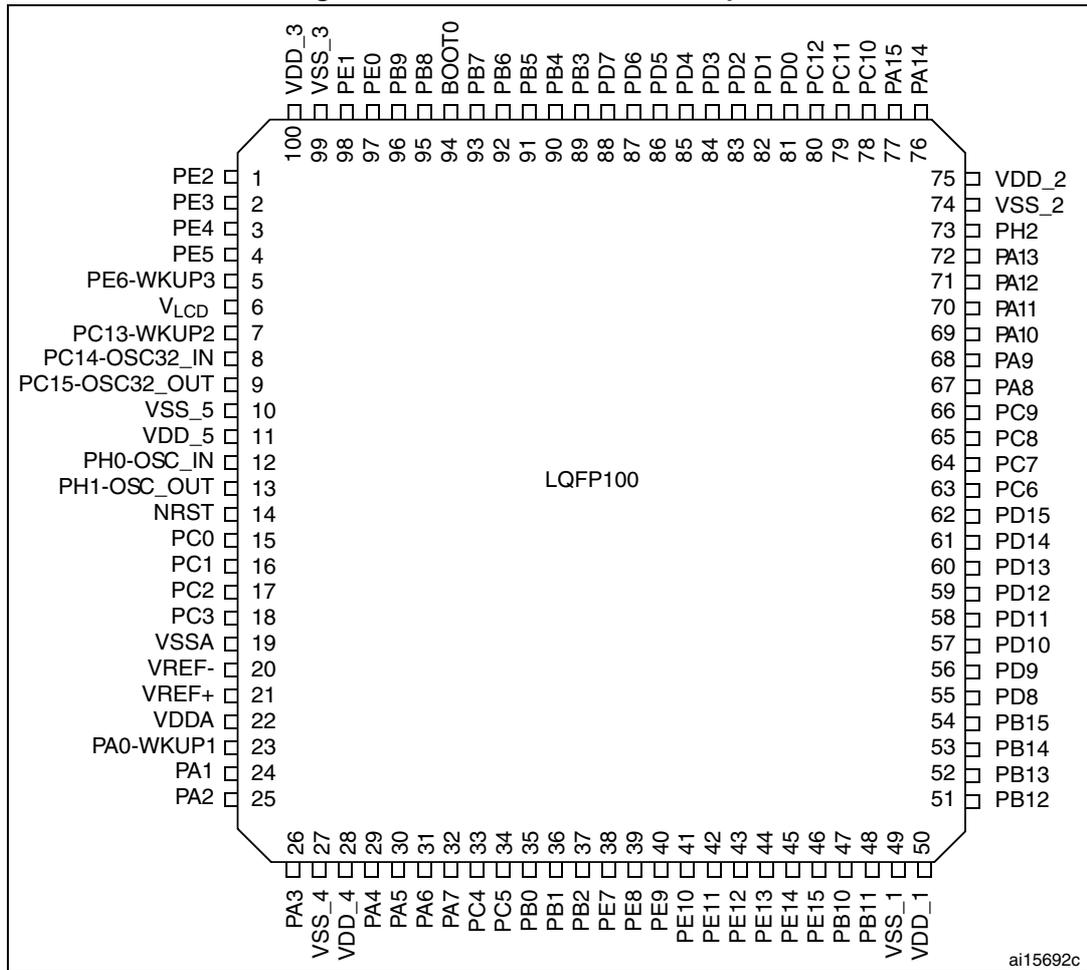 VDD_3
VSS_3
PE1
PE0
PB9
PB8
BOOT0
PB7
PB6
PB5
PB4
PB3
PD7
PD6
PD5
PD4
PD3
PD2
PD1
PD0
PC12
PC11
PC10
PA15
PA14
100
99
98
97
96
95
94
93
92
91
90
89
88
87
86
85
84
83
82
81
80
79
78
77
76
PE2 1
PE3 2
PE4 3
PE5 4
PE6-WKUP3 5
VLCD 6
PC13-WKUP2 7
PC14-OSC32_IN 8
PC15-OSC32_OUT 9
VSS_5 10
VDD_5 11
PH0-OSC_IN 12
PH1-OSC_OUT 13
NRST 14
PC0 15
PC1 16
PC2 17
PC3 18
VSSA 19
VREF- 20
VREF+ 21
VDDA 22
PA0-WKUP1 23
PA1 24
PA2 25
LQFP100
75 VDD_2
74 VSS_2
73 PH2
72 PA13
71 PA12
70 PA11
69 PA10
68 PA9
67 PA8
66 PC9
65 PC8
64 PC7
63 PC6
62 PD15
61 PD14
60 PD13
59 PD12
58 PD11
57 PD10
56 PD9
55 PD8
54 PB15
53 PB14
52 PB13
51 PB12
26
27
28
29
30
31
32
33
34
35
36
37
38
39
40
41
42
43
44
45
46
47
48
49
50
PA3
VSS_4
VDD_4
PA4
PA5
PA6
PA7
PC4
PC5
PB0
PB1
PB2
PE7
PE8
PE9
PE10
PE11
PE12
PE13
PE14
PE15
PB10
PB11
VSS_1
VDD_1
ai15692c